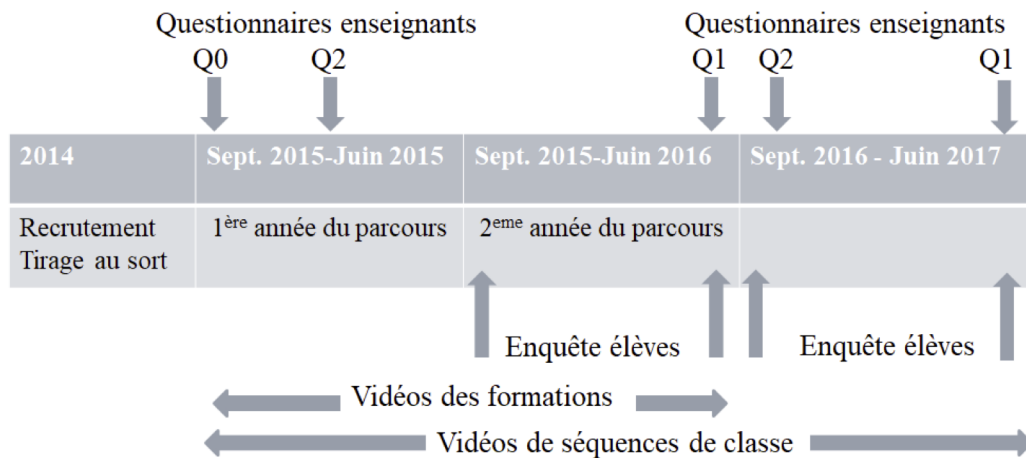 Questionnaires enseignants Questionnaires enseignants
Q0 Q2 Q1 Q2 Q1
2014 Sept. 2015-Juin 2015 Sept. 2015-Juin 2016 Sept. 2016 - Juin 2017
Recrutement 1ère année du parcours 2eme année du parcours
Tirage au sort
Enquête élèves Enquête élèves
Vidéos des formations
Vidéos de séquences de classe